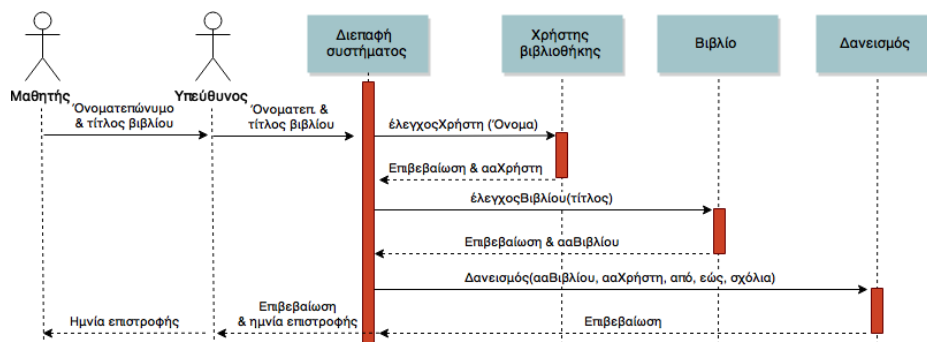 Διεπαφή
συστήματος
Χρήστης
βιβλιοθήκης
Βιβλίο
Δανεισμός
Μαθητής
Υπεύθυνος
Όνοματεπώνυμο
& τίτλος βιβλίου
Όνοματεπ. &
τίτλος βιβλίου
έλεγχοςΧρήστη (Όνομα)
Επιβεβαίωση & ααΧρήστη
έλεγχοςΒιβλίου(τίτλος)
Επιβεβαίωση & ααΒιβλίου
Δανεισμός(ααΒιβλίου, ααΧρήστη, από, εώς, σχόλια)
Ημνία επιστροφής
Επιβεβαίωση
& ημνία επιστροφής
Επιβεβαίωση